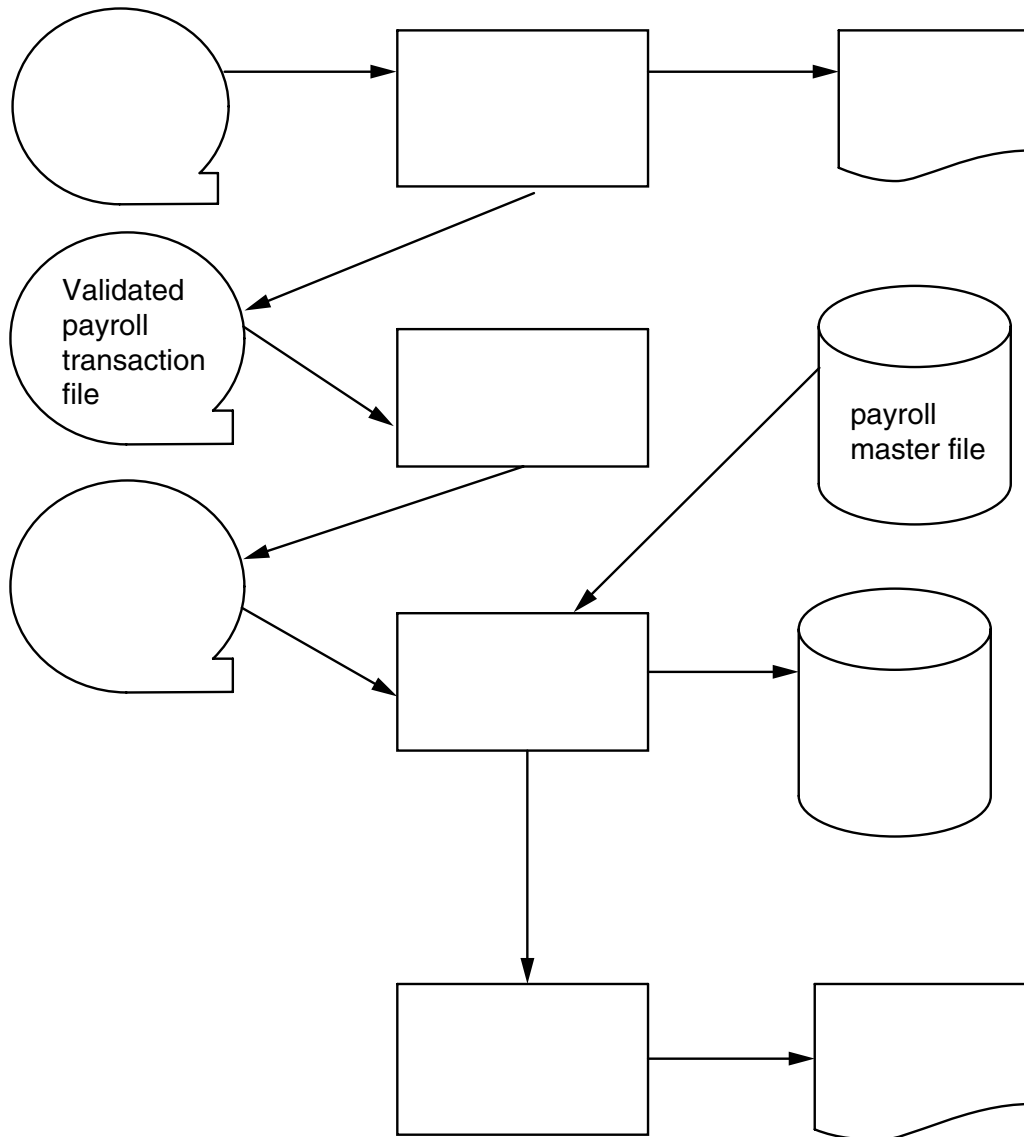 Validated
payroll
transaction
file
payroll
master file